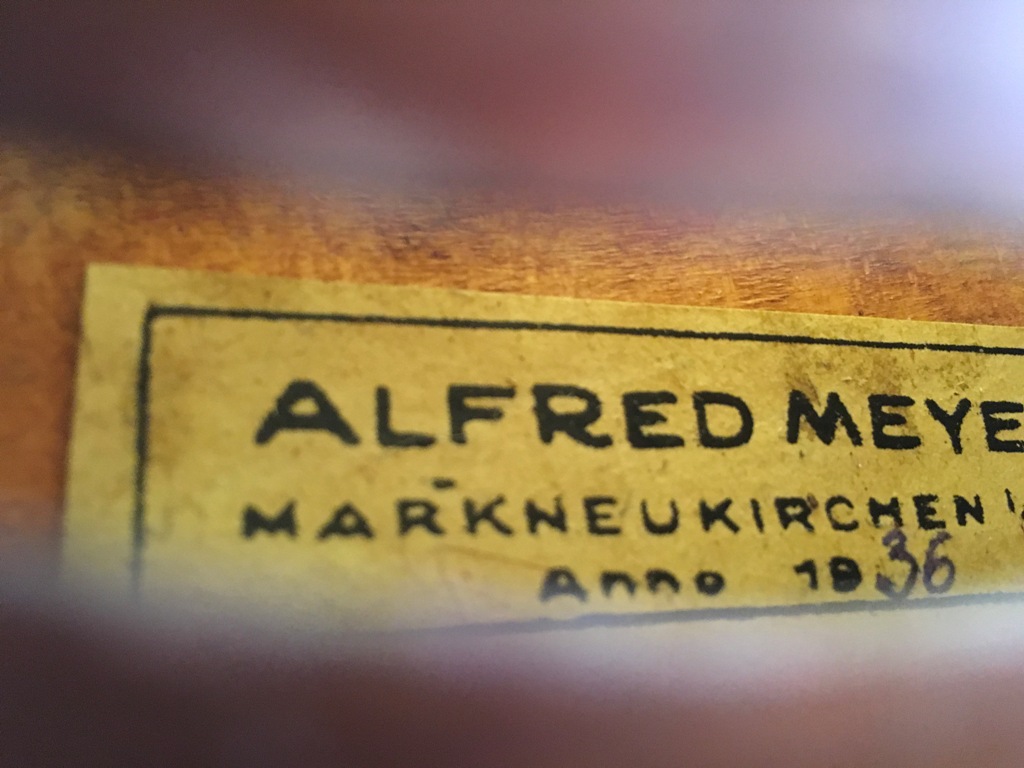 ALFRED MEYE
MARKNEUKIRCHEN
Anno 1936